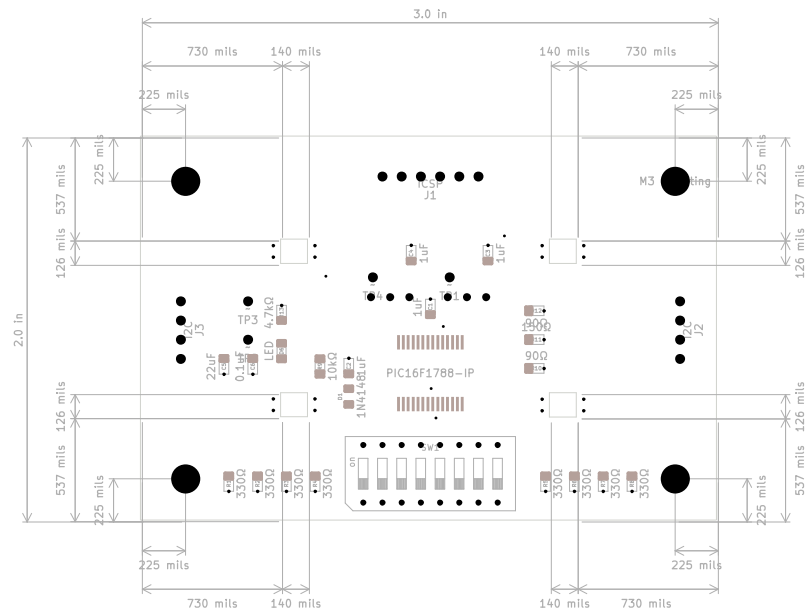 3.0 in
730 mils
140 mils
140 mils
730 mils
225 mils
225 mils
225 mils
225 mils
537 mils
537 mils
ICSP
J1
M3
126 mils
126 mils
1uF
1uF
2.0 in
I2C
J3
TP3
4.7kΩ
TP4
TP1
1uF
90Ω
150Ω
I2C
J2
22uF
0.1uF
LED
10kΩ
1uF
1N4148
D1
PIC16F1788-IP
90Ω
126 mils
126 mils
537 mils
537 mils
SW1
on
330Ω
330Ω
330Ω
330Ω
330Ω
330Ω
330Ω
330Ω
225 mils
225 mils
225 mils
225 mils
730 mils
140 mils
140 mils
730 mils